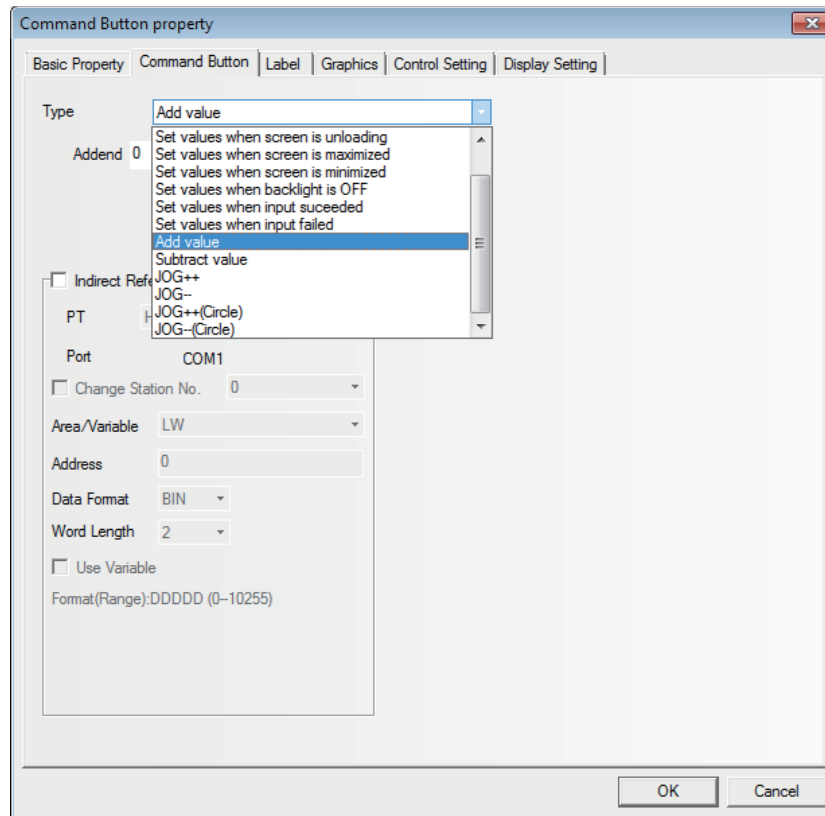 Command Button property
Basic Property Command Button Label Graphics Control Setting Display Setting
Type Add value
Set values when screen is unloading
Addend 0 Set values when screen is maximized
Set values when screen is minimized
Set values when backlight is OFF
Set values when input suceeded
Set values when input failed
Add value
Subtract value
Indirect JOG++
JOG--
PT JOG++(Circle)
JOG--(Circle)
Port COM1
Change Station No. 0
Area/Variable LW
Address 0
Data Format BIN
Word Length 2
Use Variable
Format(Range):DDDDD (0--10255)
OK Cancel